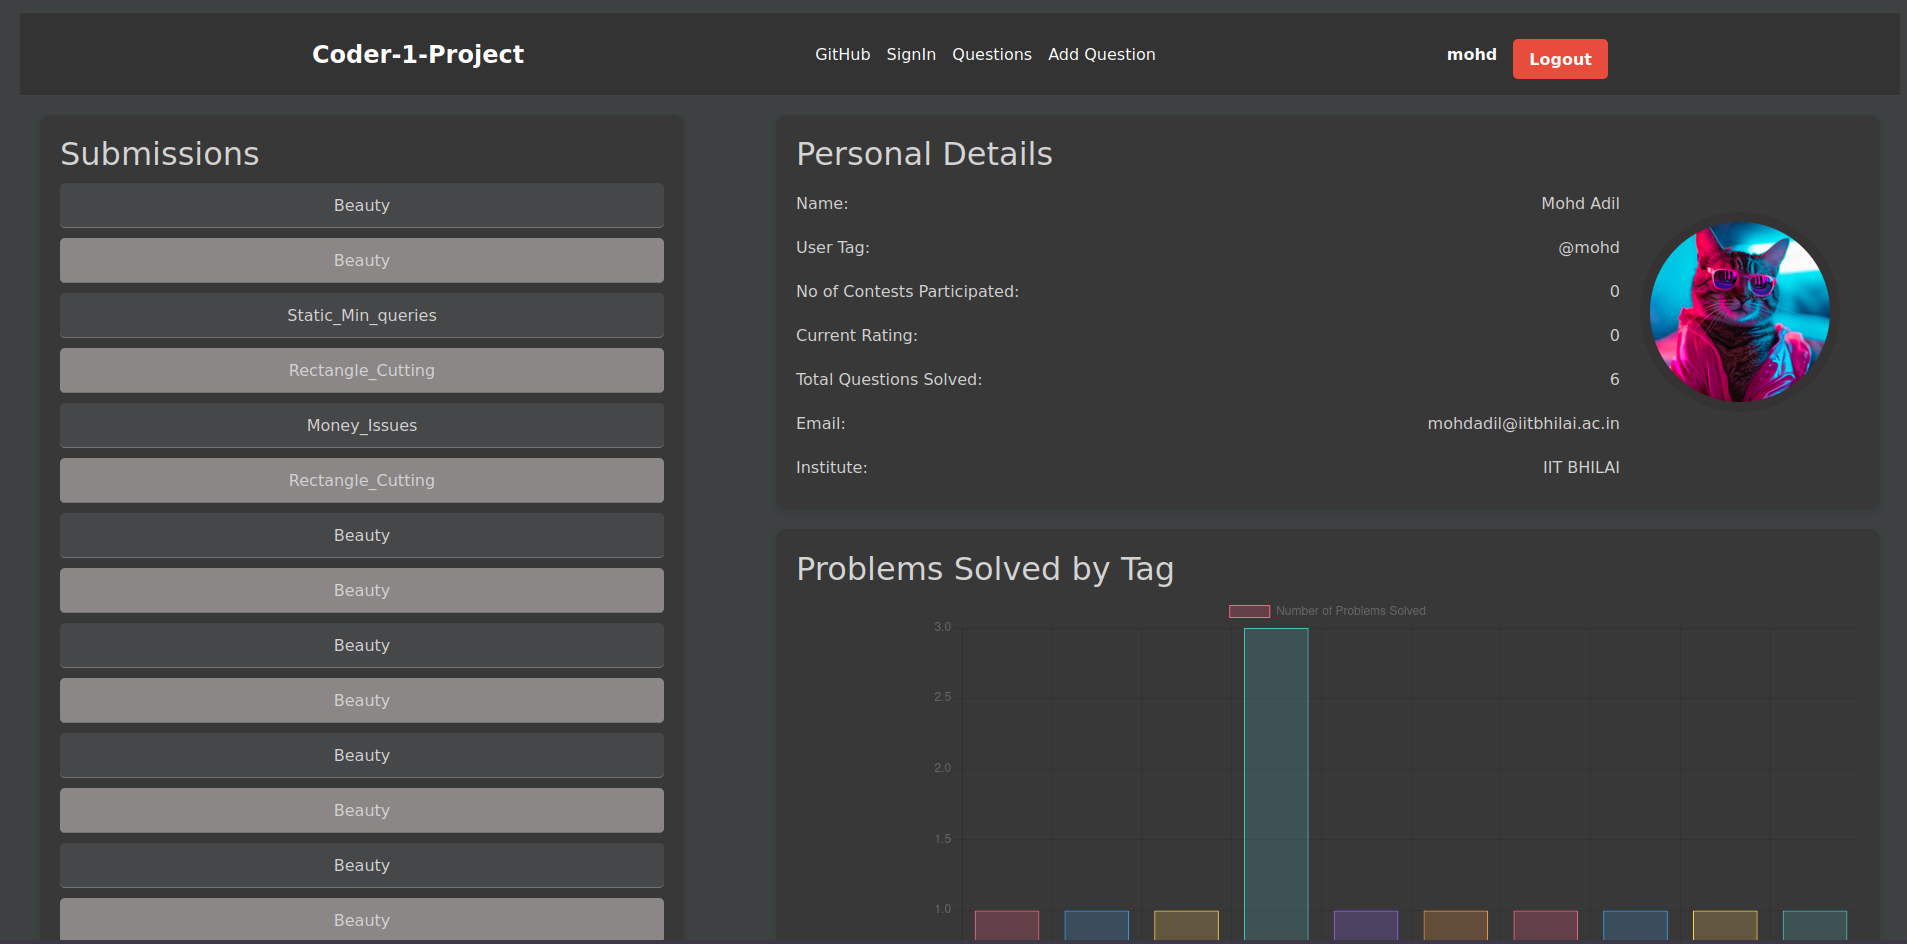 Coder-1-Project
GitHub SignIn Questions Add Question
mohd Logout
Submissions
Beauty
Beauty
Static_Min_queries
Rectangle_Cutting
Money_Issues
Rectangle_Cutting
Beauty
Beauty
Beauty
Beauty
Beauty
Beauty
Beauty
Beauty
Personal Details
Name: Mohd Adil
User Tag: @mohd
No of Contests Participated: 0
Current Rating: 0
Total Questions Solved: 6
Email: mohdadil@iitbhilai.ac.in
Institute: IIT BHILAI
Problems Solved by Tag
Number of Problems Solved
3.0
2.5
2.0
1.5
1.0